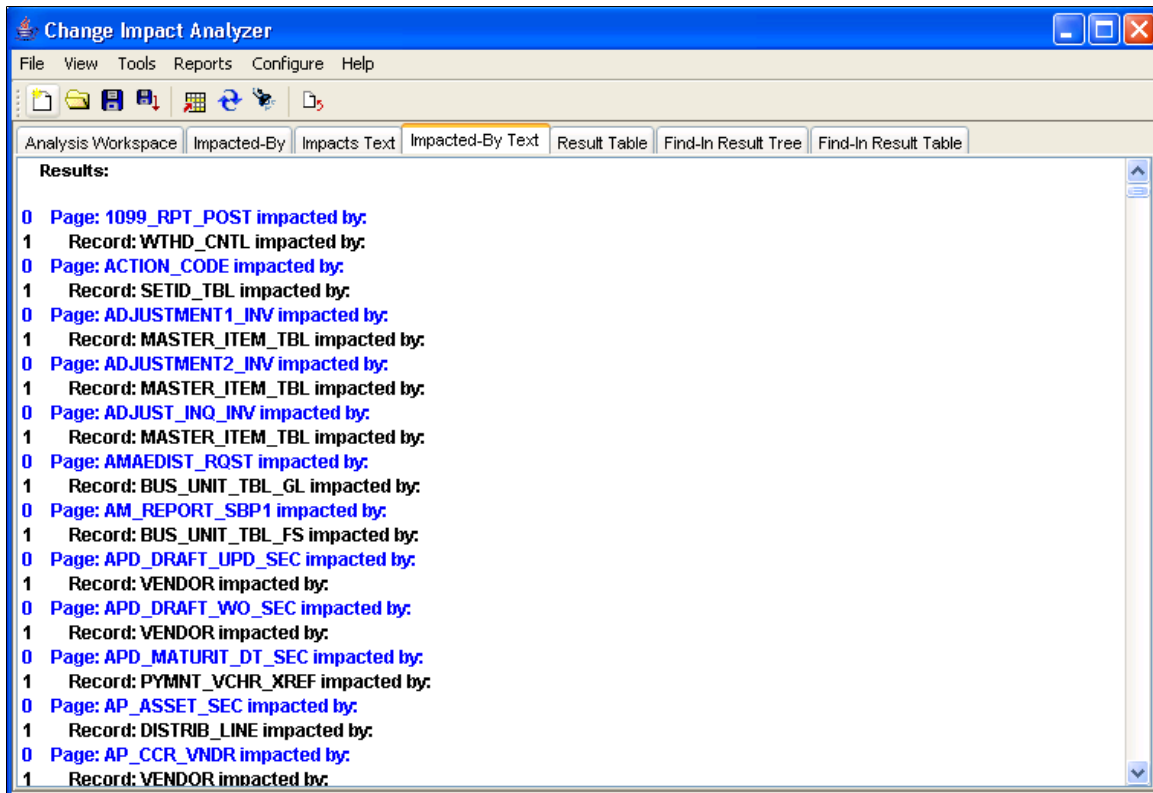 Change Impact Analyzer
File View Tools Reports Configure Help
Analysis Workspace Impacted-By Impacts Text Impacted-By Text Result Table Find-In Result Tree Find-In Result Table
Results:
0 Page: 1099_RPT_POST impacted by:
1 Record: WTHD_CNTL impacted by:
0 Page: ACTION_CODE impacted by:
1 Record: SETID_TBL impacted by:
0 Page: ADJUSTMENT1_INV impacted by:
1 Record: MASTER_ITEM_TBL impacted by:
0 Page: ADJUSTMENT2_INV impacted by:
1 Record: MASTER_ITEM_TBL impacted by:
0 Page: ADJUST_INQ_INV impacted by:
1 Record: MASTER_ITEM_TBL impacted by:
0 Page: AMAEDIST_RQST impacted by:
1 Record: BUS_UNIT_TBL_GL impacted by:
0 Page: AM_REPORT_SBP1 impacted by:
1 Record: BUS_UNIT_TBL_FS impacted by:
0 Page: APD_DRAFT_UPD_SEC impacted by:
1 Record: VENDOR impacted by:
0 Page: APD_DRAFT_WO_SEC impacted by:
1 Record: VENDOR impacted by:
0 Page: APD_MATURIT_DT_SEC impacted by:
1 Record: PYMNT_VCHR_XREF impacted by:
0 Page: AP_ASSET_SEC impacted by:
1 Record: DISTRIB_LINE impacted by:
0 Page: AP_CCR_VNDR impacted by:
1 Record: VENDOR impacted by: